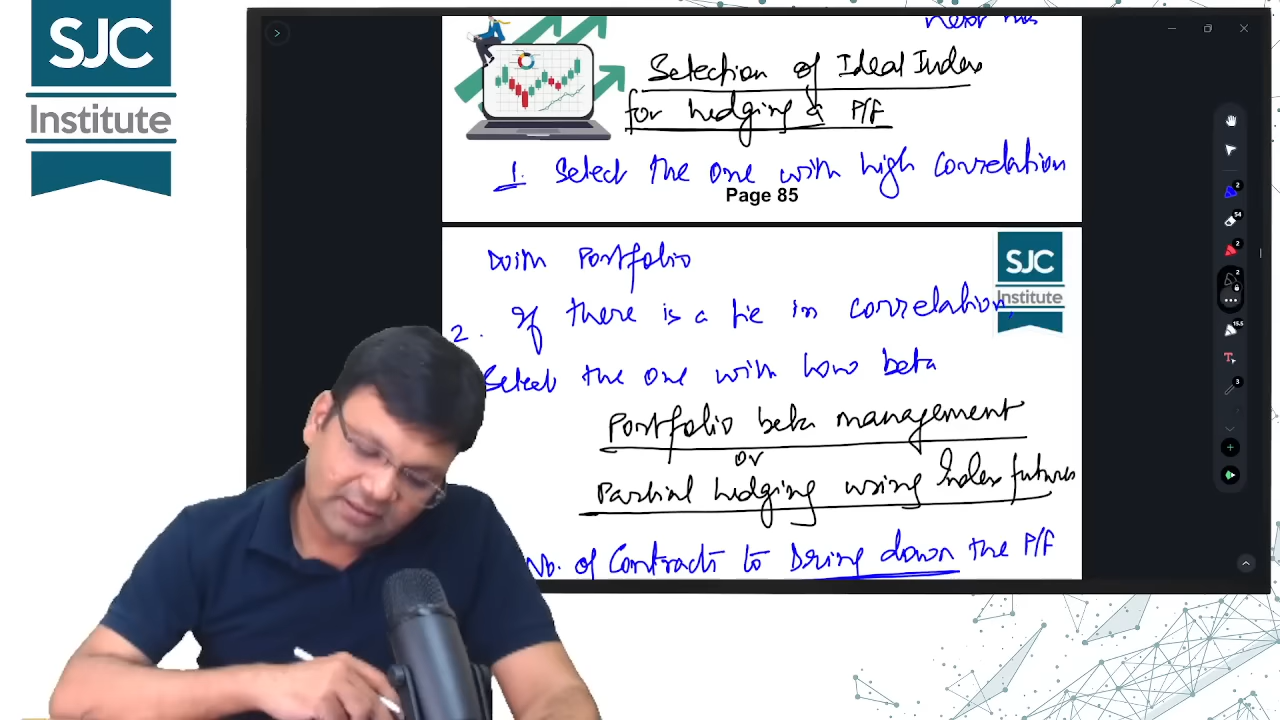 SJC
Institute
Selection of Ideal Index
for hedging a P/F
1. Select the one with high Correlation
Page 85
With Portfolio
SJC
Institute
2. If there is a tie in correlation,
Select the one with low beta
Portfolio beta management
or
Partial hedging using Index futures
No. of Contracts to bring down the P/F